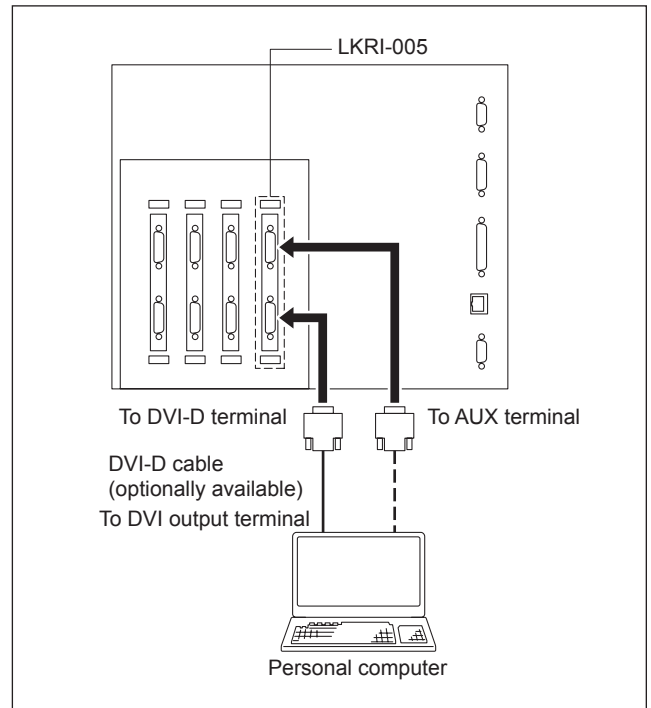 LKRI-005
To DVI-D terminal
To AUX terminal
DVI-D cable
(optionally available)
To DVI output terminal
Personal computer